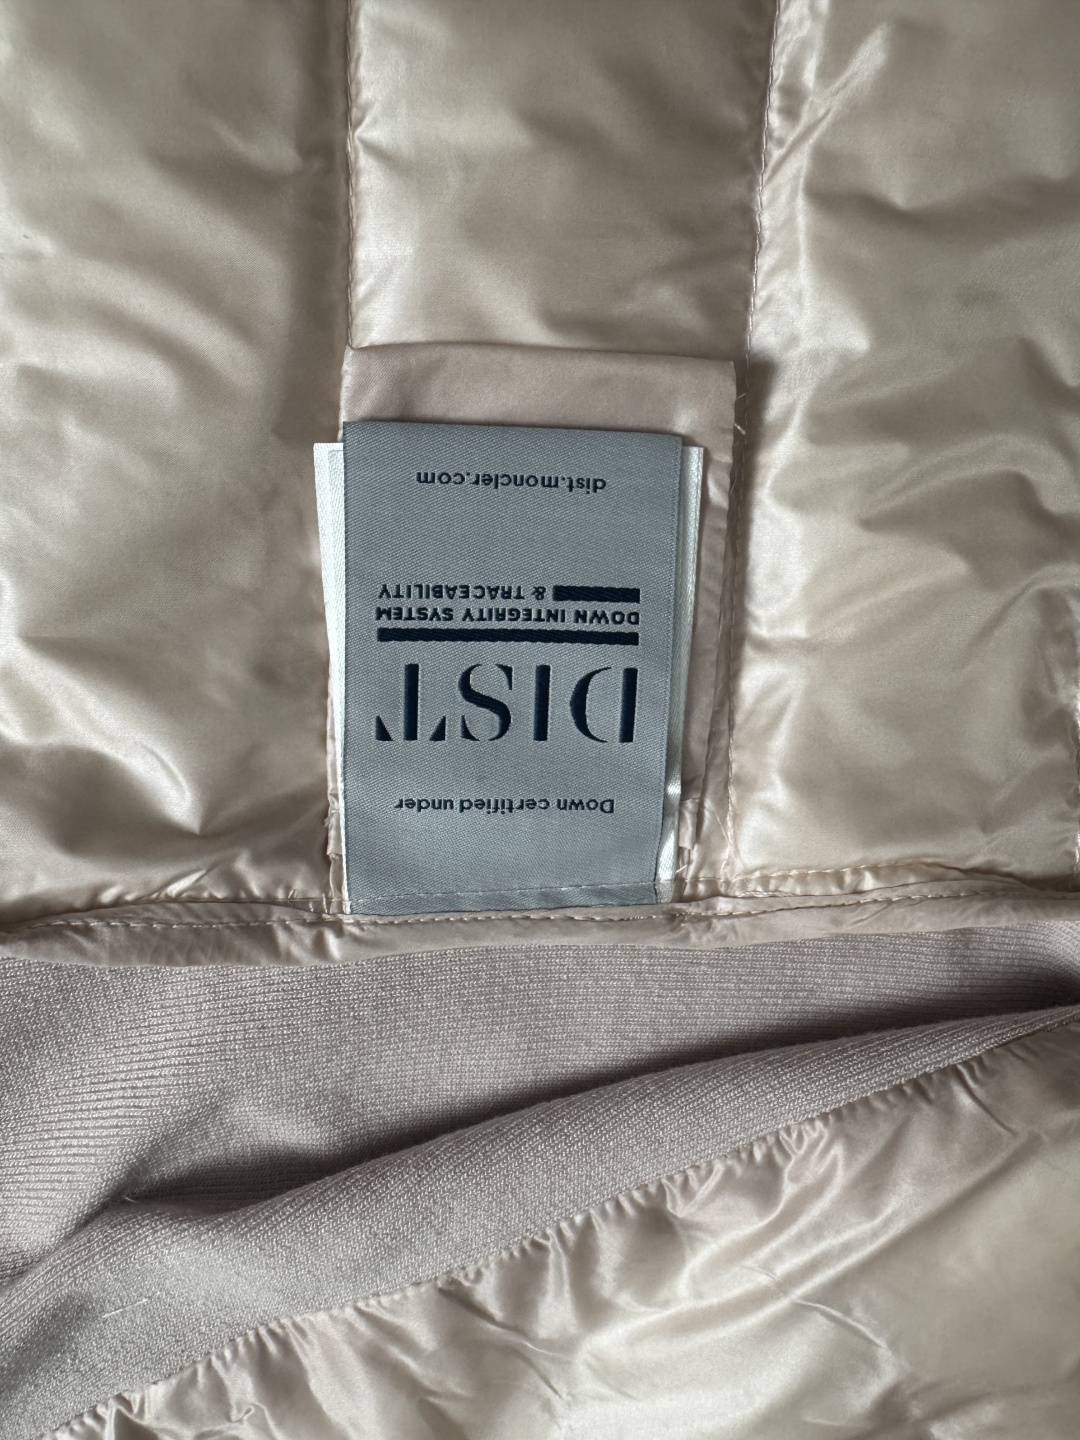 Down certified under
DIST
DOWN INTEGRITY SYSTEM
& TRACEABILITY
dist.moncler.com